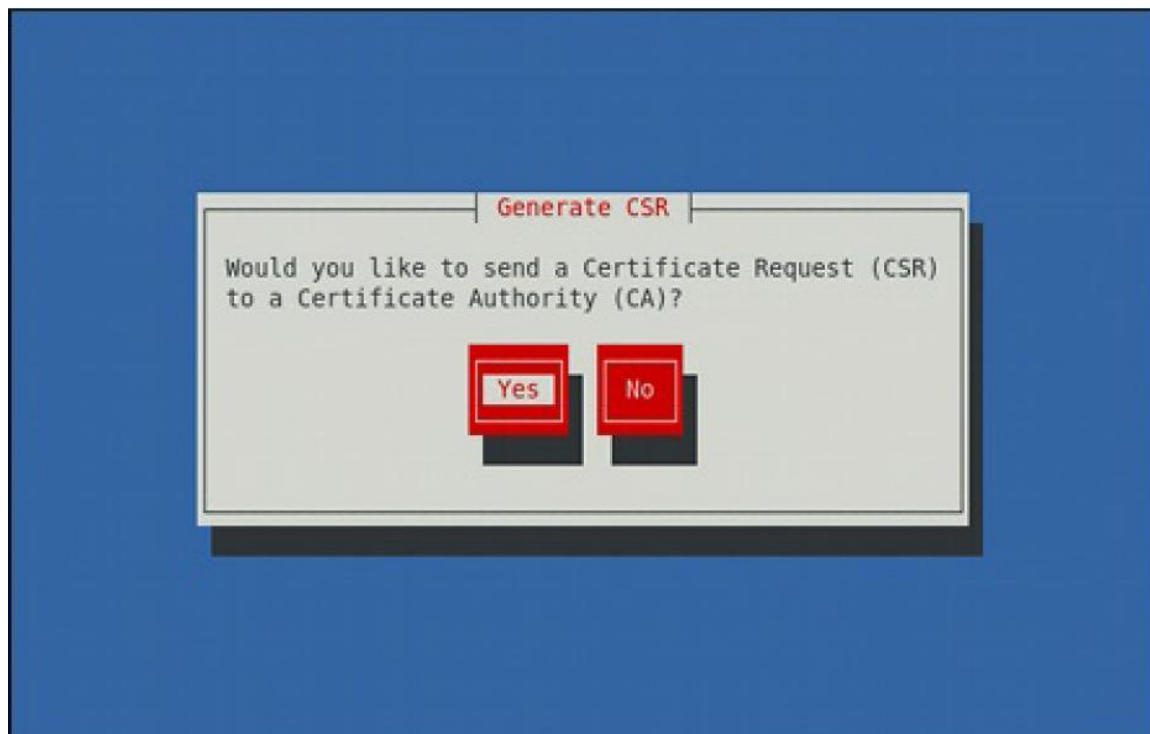 Generate CSR
Would you like to send a Certificate Request (CSR)
to a Certificate Authority (CA)?
Yes No